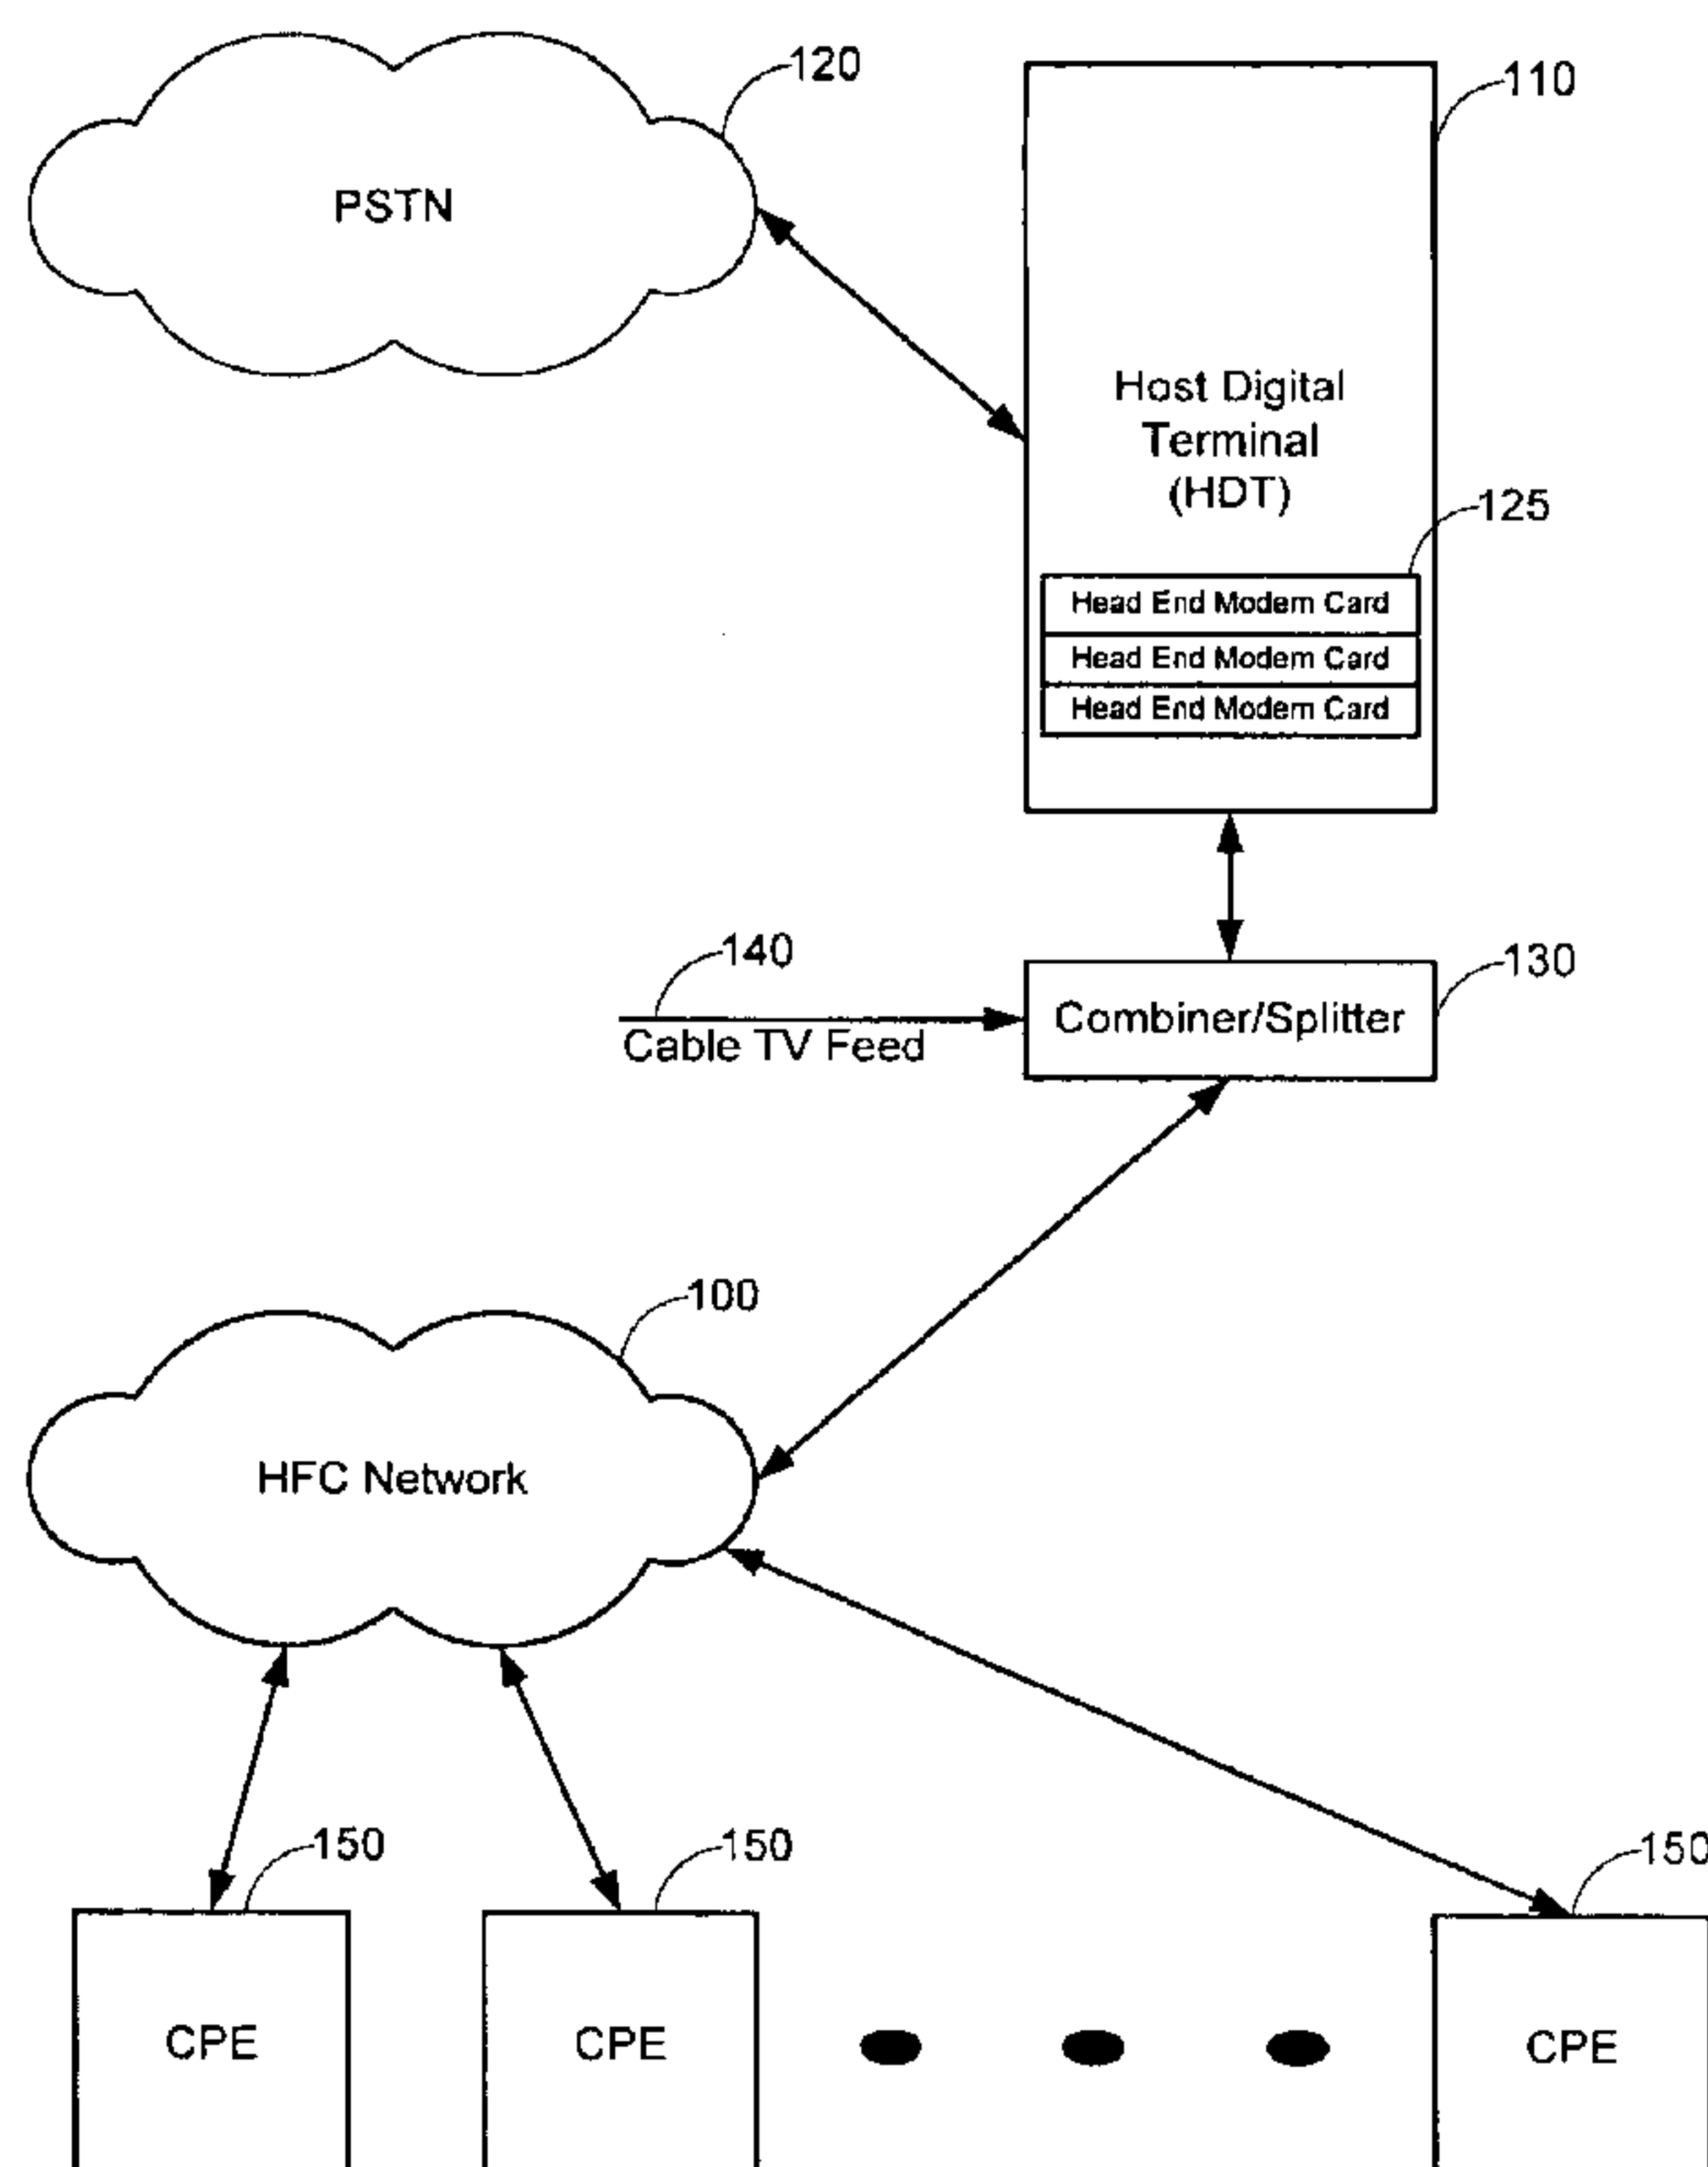 120
110
PSTN
Host Digital
Terminal
(HDT)
125
Head End Modem Card
Head End Modem Card
Head End Modem Card
140
130
Cable TV Feed
Combiner/Splitter
100
HFC Network
150
150
150
CPE
CPE
CPE